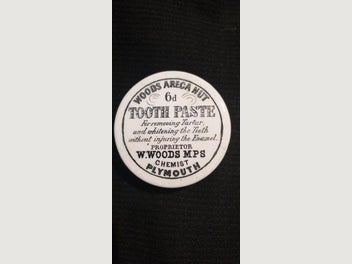 WOODS ARECA NUT
6d
TOOTH PASTE
For removing Tartar
and whitening the Teeth
without injuring the Enamel.
PROPRIETOR
W. WOODS M P S
CHEMIST
PLYMOUTH